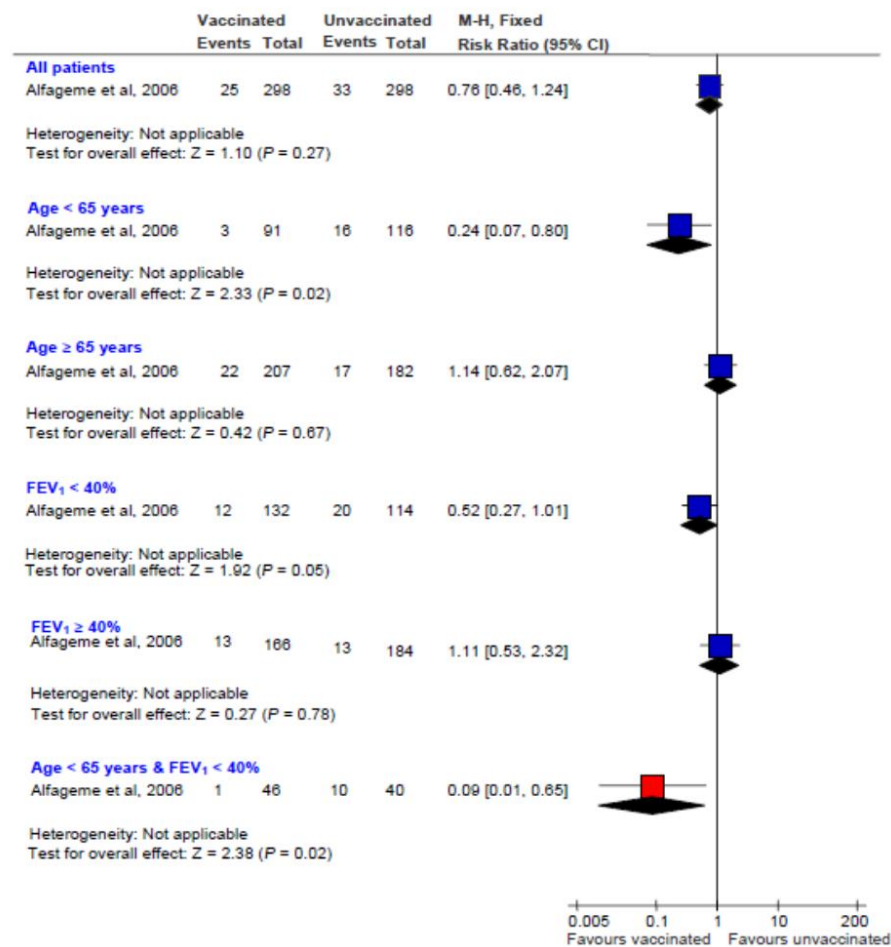 Vaccinated Unvaccinated M-H, Fixed
Events Total Events Total Risk Ratio (95% CI)
All patients
Alfageme et al, 2006 25 298 33 298 0.76 [0.46, 1.24]
Heterogeneity: Not applicable
Test for overall effect: Z = 1.10 (P = 0.27)
Age < 65 years
Alfageme et al, 2006 3 91 16 116 0.24 [0.07, 0.80]
Heterogeneity: Not applicable
Test for overall effect: Z = 2.33 (P = 0.02)
Age ≥ 65 years
Alfageme et al, 2006 22 207 17 182 1.14 [0.62, 2.07]
Heterogeneity: Not applicable
Test for overall effect: Z = 0.42 (P = 0.67)
FEV₁ < 40%
Alfageme et al, 2006 12 132 20 114 0.52 [0.27, 1.01]
Heterogeneity: Not applicable
Test for overall effect: Z = 1.92 (P = 0.05)
FEV₁ ≥ 40%
Alfageme et al, 2006 13 166 13 184 1.11 [0.53, 2.32]
Heterogeneity: Not applicable
Test for overall effect: Z = 0.27 (P = 0.78)
Age < 65 years & FEV₁ < 40%
Alfageme et al, 2006 1 46 10 40 0.09 [0.01, 0.65]
Heterogeneity: Not applicable
Test for overall effect: Z = 2.38 (P = 0.02)
0.005 0.1 1 10 200
Favours vaccinated Favours unvaccinated